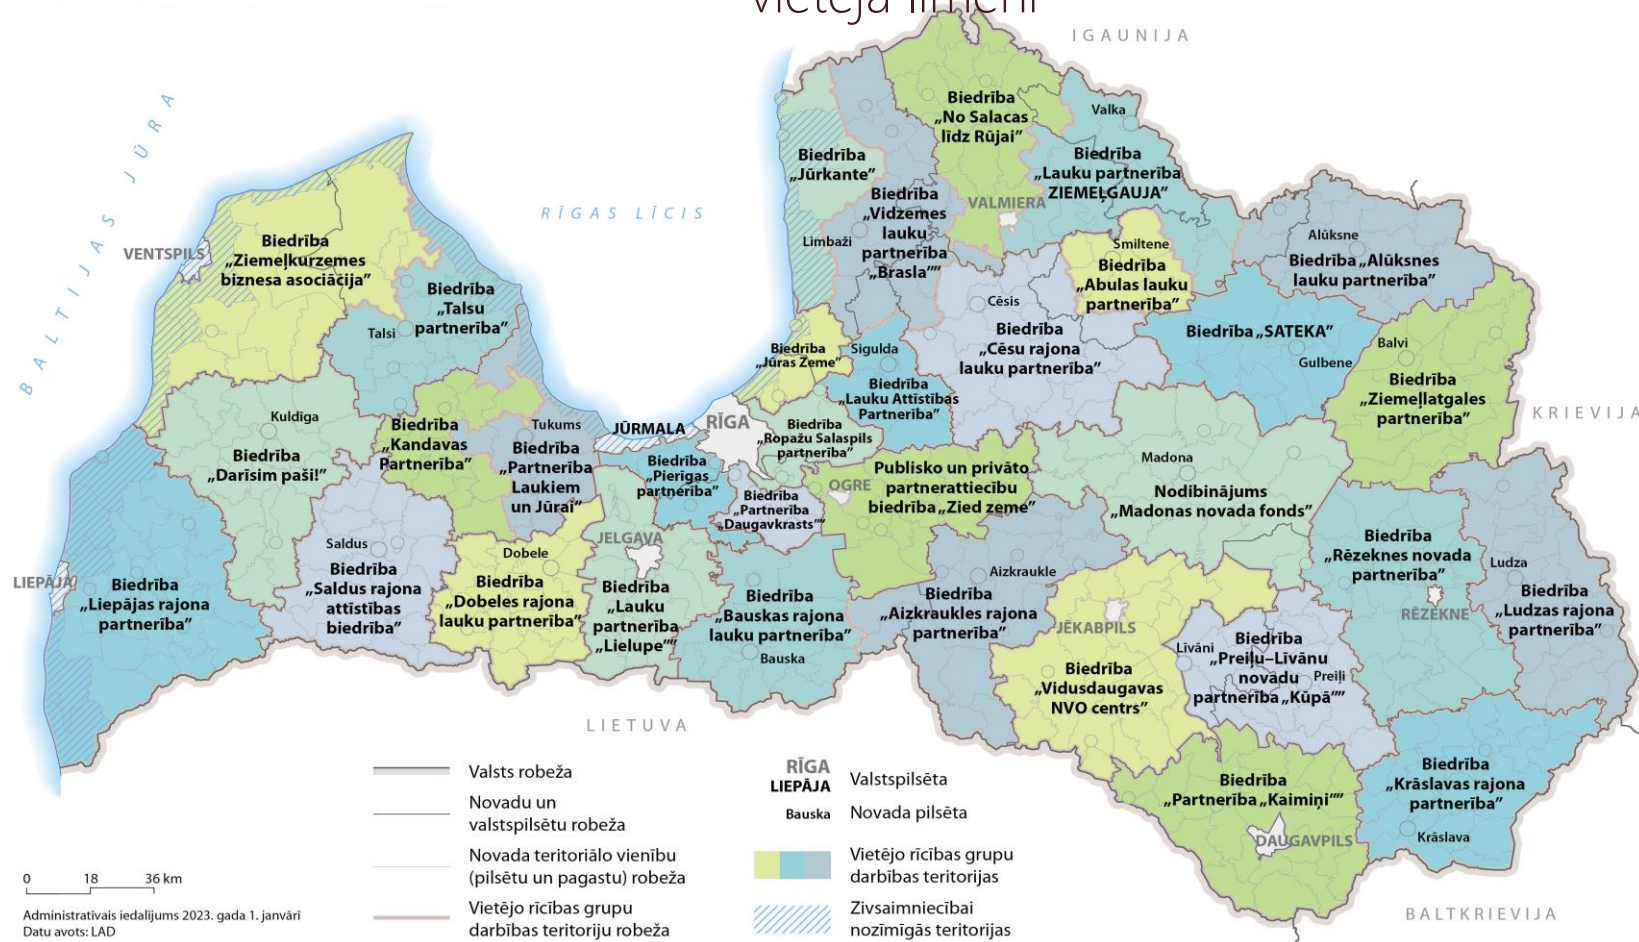 vietējā līmenī
IGAUNIJA
BALTIJAS JŪRA
RĪGAS LĪCIS
KRIEVIJA
LIETUVA
BALTKRIEVIJA
VENTSPILS
Biedrība
„Ziemeļkurzemes
biznesa asociācija”
Biedrība
„Talsu
partnerība”
Talsi
Kuldīga
Biedrība
„Darīsim paši!”
Biedrība
„Kandavas
Partnerība”
Tukums
Biedrība
„Partnerība
Laukiem
un Jūrai”
JŪRMALA
RĪGA
LIEPĀJA
Biedrība
„Liepājas rajona
partnerība”
Saldus
Biedrība
„Saldus rajona
attīstības
biedrība”
Dobele
Biedrība
„Dobeles rajona
lauku partnerība”
JELGAVA
Biedrība
„Lauku
partnerība
„Lielupe””
Biedrība
„Pierīgas
partnerība”
Biedrība
„Partnerība
„Daugavkrasts””
Biedrība
„Bauskas rajona
lauku partnerība”
Bauska
Biedrība
„Jūrkante”
Biedrība
„Vidzemes
lauku
partnerība
„Brasla””
Limbaži
Biedrība
„No Salacas
līdz Rūjai”
VALMIERA
Valka
Biedrība
„Lauku partnerība
ZIEMEĻGAUJA”
Smiltene
Biedrība
„Abulas lauku
partnerība”
Alūksne
Biedrība „Alūksnes
lauku partnerība”
Cēsis
Biedrība
„Cēsu rajona
lauku partnerība”
Biedrība „SATEKA”
Gulbene
Balvi
Biedrība
„Ziemeļlatgales
partnerība”
Biedrība
„Jūras Zeme”
Sigulda
Biedrība
„Lauku Attīstības
Partnerība”
Biedrība
„Ropažu Salaspils
partnerība”
OGRE
Publisko un privāto
partnerattiecību
biedrība „Zied zeme”
Madona
Nodibinājums
„Madonas novada fonds”
Aizkraukle
Biedrība
„Aizkraukles rajona
partnerība”
JĒKABPILS
Biedrība
„Vidusdaugavas
NVO centrs”
Līvāni
Biedrība
„Preiļu–Līvānu
novadu
partnerība „Kūpā””
Preiļi
Biedrība
„Rēzeknes novada
partnerība”
RĒZEKNE
Ludza
Biedrība
„Ludzas rajona
partnerība”
Biedrība
„Partnerība „Kaimiņi””
DAUGAVPILS
Biedrība
„Krāslavas rajona
partnerība”
Krāslava
Valsts robeža
Novadu un
valstspilsētu robeža
Novada teritoriālo vienību
(pilsētu un pagastu) robeža
Vietējo rīcības grupu
darbības teritoriju robeža
RĪGA
LIEPĀJA
Valstspilsēta
Bauska
Novada pilsēta
Vietējo rīcības grupu
darbības teritorijas
Zivsaimniecībai
nozīmīgās teritorijas
0 18 36 km
Administratīvais iedalījums 2023. gada 1. janvārī
Datu avots: LAD